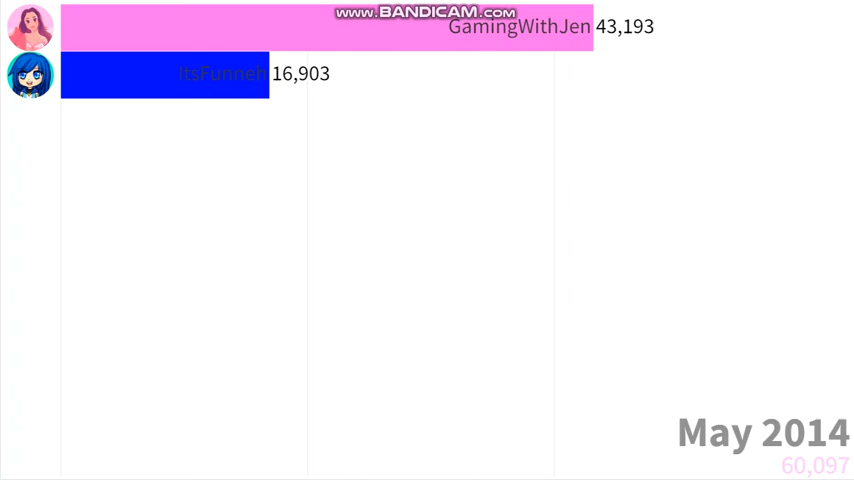 www.BANDICAM.com
GamingWithJen 43,193
ItsFunneh 16,903
May 2014
60,097